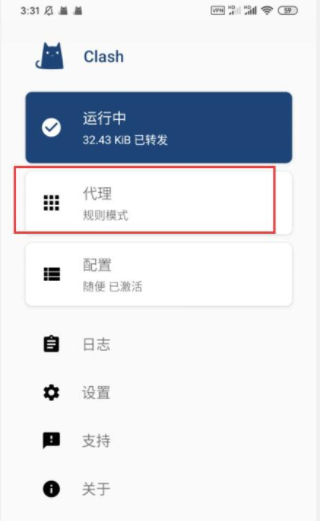 3:31
VPN
59
Clash
运行中
32.43 KiB 已转发
代理
规则模式
配置
随便 已激活
日志
设置
支持
关于